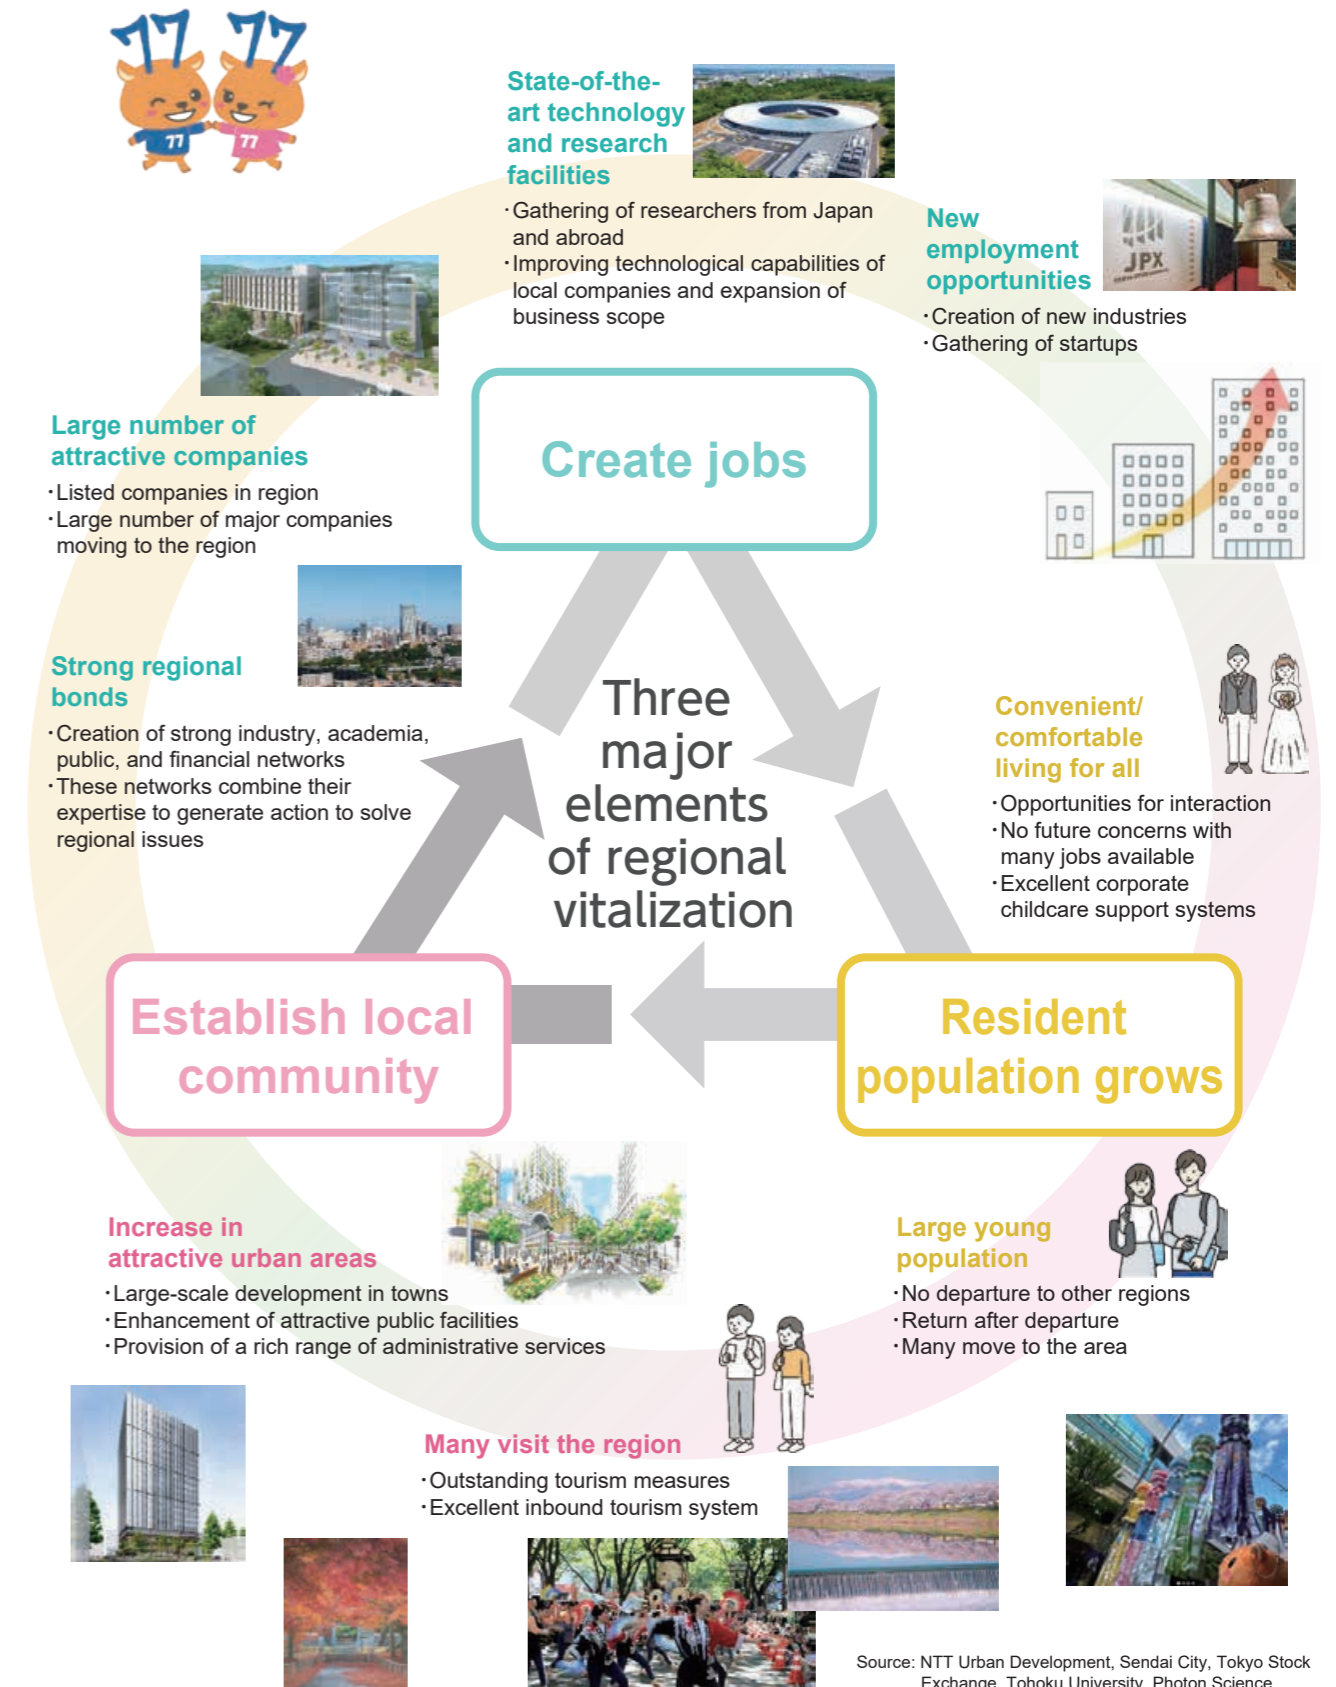 77 77
77 77
State-of-the-
art technology
and research
facilities
・Gathering of researchers from Japan
and abroad
・Improving technological capabilities of
local companies and expansion of
business scope
New
employment
opportunities
JPX
・Creation of new industries
・Gathering of startups
Large number of
attractive companies
・Listed companies in region
・Large number of major companies
moving to the region
Create jobs
Strong regional
bonds
・Creation of strong industry, academia,
public, and financial networks
・These networks combine their
expertise to generate action to solve
regional issues
Three
major
elements
of regional
vitalization
Convenient/
comfortable
living for all
・Opportunities for interaction
・No future concerns with
many jobs available
・Excellent corporate
childcare support systems
Establish local
community
Resident
population grows
Increase in
attractive urban areas
・Large-scale development in towns
・Enhancement of attractive public facilities
・Provision of a rich range of administrative services
Large young
population
・No departure to other regions
・Return after departure
・Many move to the area
Many visit the region
・Outstanding tourism measures
・Excellent inbound tourism system
Source: NTT Urban Development, Sendai City, Tokyo Stock
Exchange, Tohoku University, Photon Science